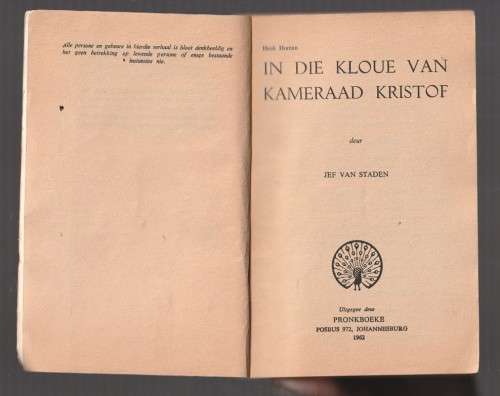 Alle persone en gebeure in hierdie verhaal is bloot denkbeeldig en
het geen betrekking op lewende persone of enige bestaande
instansies nie.
IN DIE KLOUE VAN
KAMERAAD KRISTOF
deur
JEF VAN STADEN
Uitgegee deur
PRONKBOEKE
POSBUS 972, JOHANNESBURG
1962